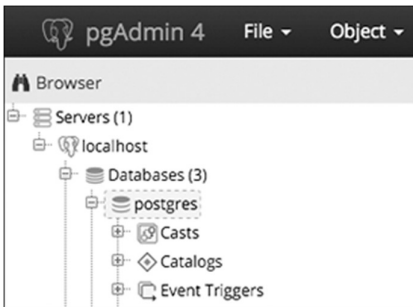 pgAdmin 4 File Object
Browser
Servers (1)
localhost
Databases (3)
postgres
Casts
Catalogs
Event Triggers